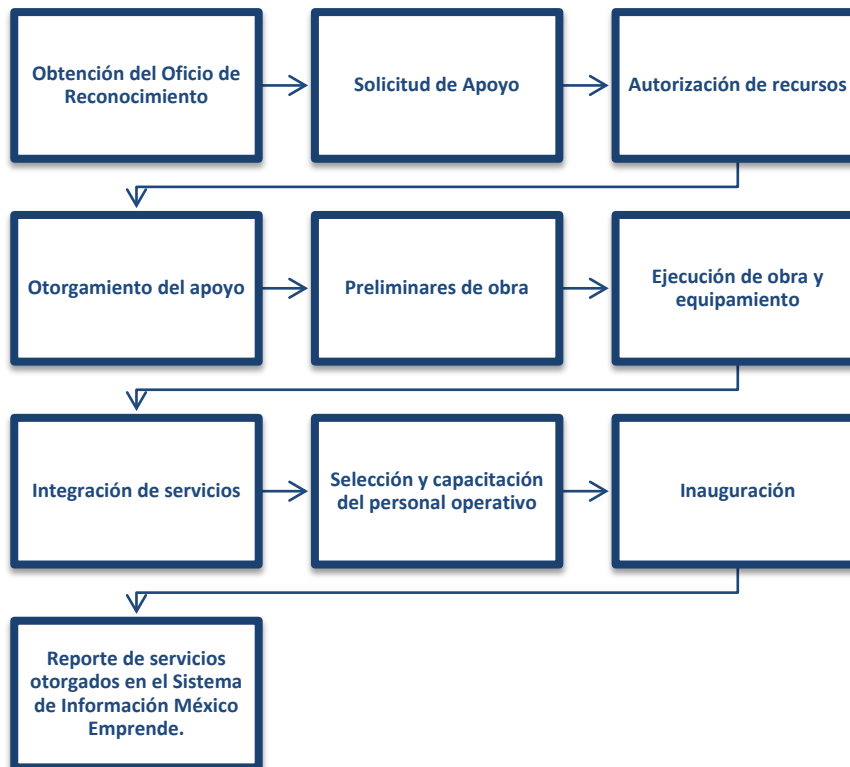 Obtención del Oficio de
Reconocimiento
Solicitud de Apoyo
Autorización de recursos
Otorgamiento del apoyo
Preliminares de obra
Ejecución de obra y
equipamiento
Integración de servicios
Selección y capacitación
del personal operativo
Inauguración
Reporte de servicios
otorgados en el Sistema
de Información México
Emprende.